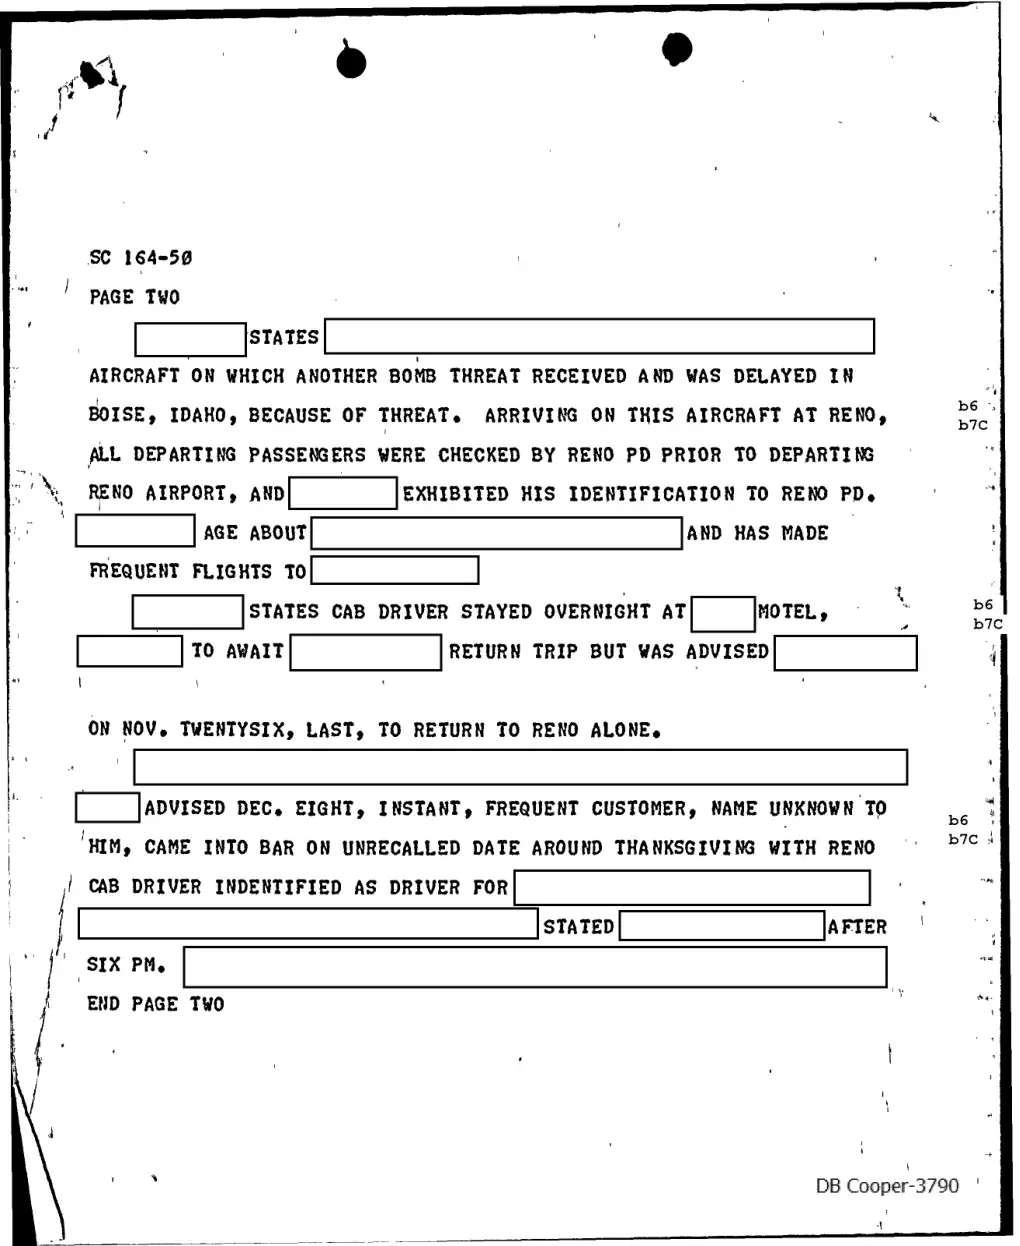 SC 164-50
PAGE TWO
STATES
AIRCRAFT ON WHICH ANOTHER BOMB THREAT RECEIVED AND WAS DELAYED IN
BOISE, IDAHO, BECAUSE OF THREAT. ARRIVING ON THIS AIRCRAFT AT RENO,
b6
b7C
ALL DEPARTING PASSENGERS WERE CHECKED BY RENO PD PRIOR TO DEPARTING
RENO AIRPORT, AND EXHIBITED HIS IDENTIFICATION TO RENO PD.
AGE ABOUT AND HAS MADE
FREQUENT FLIGHTS TO
STATES CAB DRIVER STAYED OVERNIGHT AT MOTEL,
b6
b7C
TO AWAIT RETURN TRIP BUT WAS ADVISED
ON NOV. TWENTYSIX, LAST, TO RETURN TO RENO ALONE.
ADVISED DEC. EIGHT, INSTANT, FREQUENT CUSTOMER, NAME UNKNOWN TO
b6
b7C
HIM, CAME INTO BAR ON UNRECALLED DATE AROUND THANKSGIVING WITH RENO
CAB DRIVER INDENTIFIED AS DRIVER FOR
STATED AFTER
SIX PM.
END PAGE TWO
DB Cooper-3790